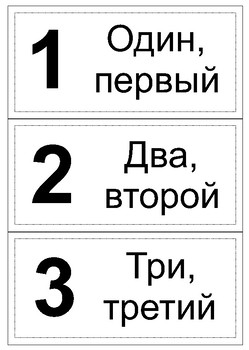 1 Один,
первый
2 Два,
второй
3 Три,
третий